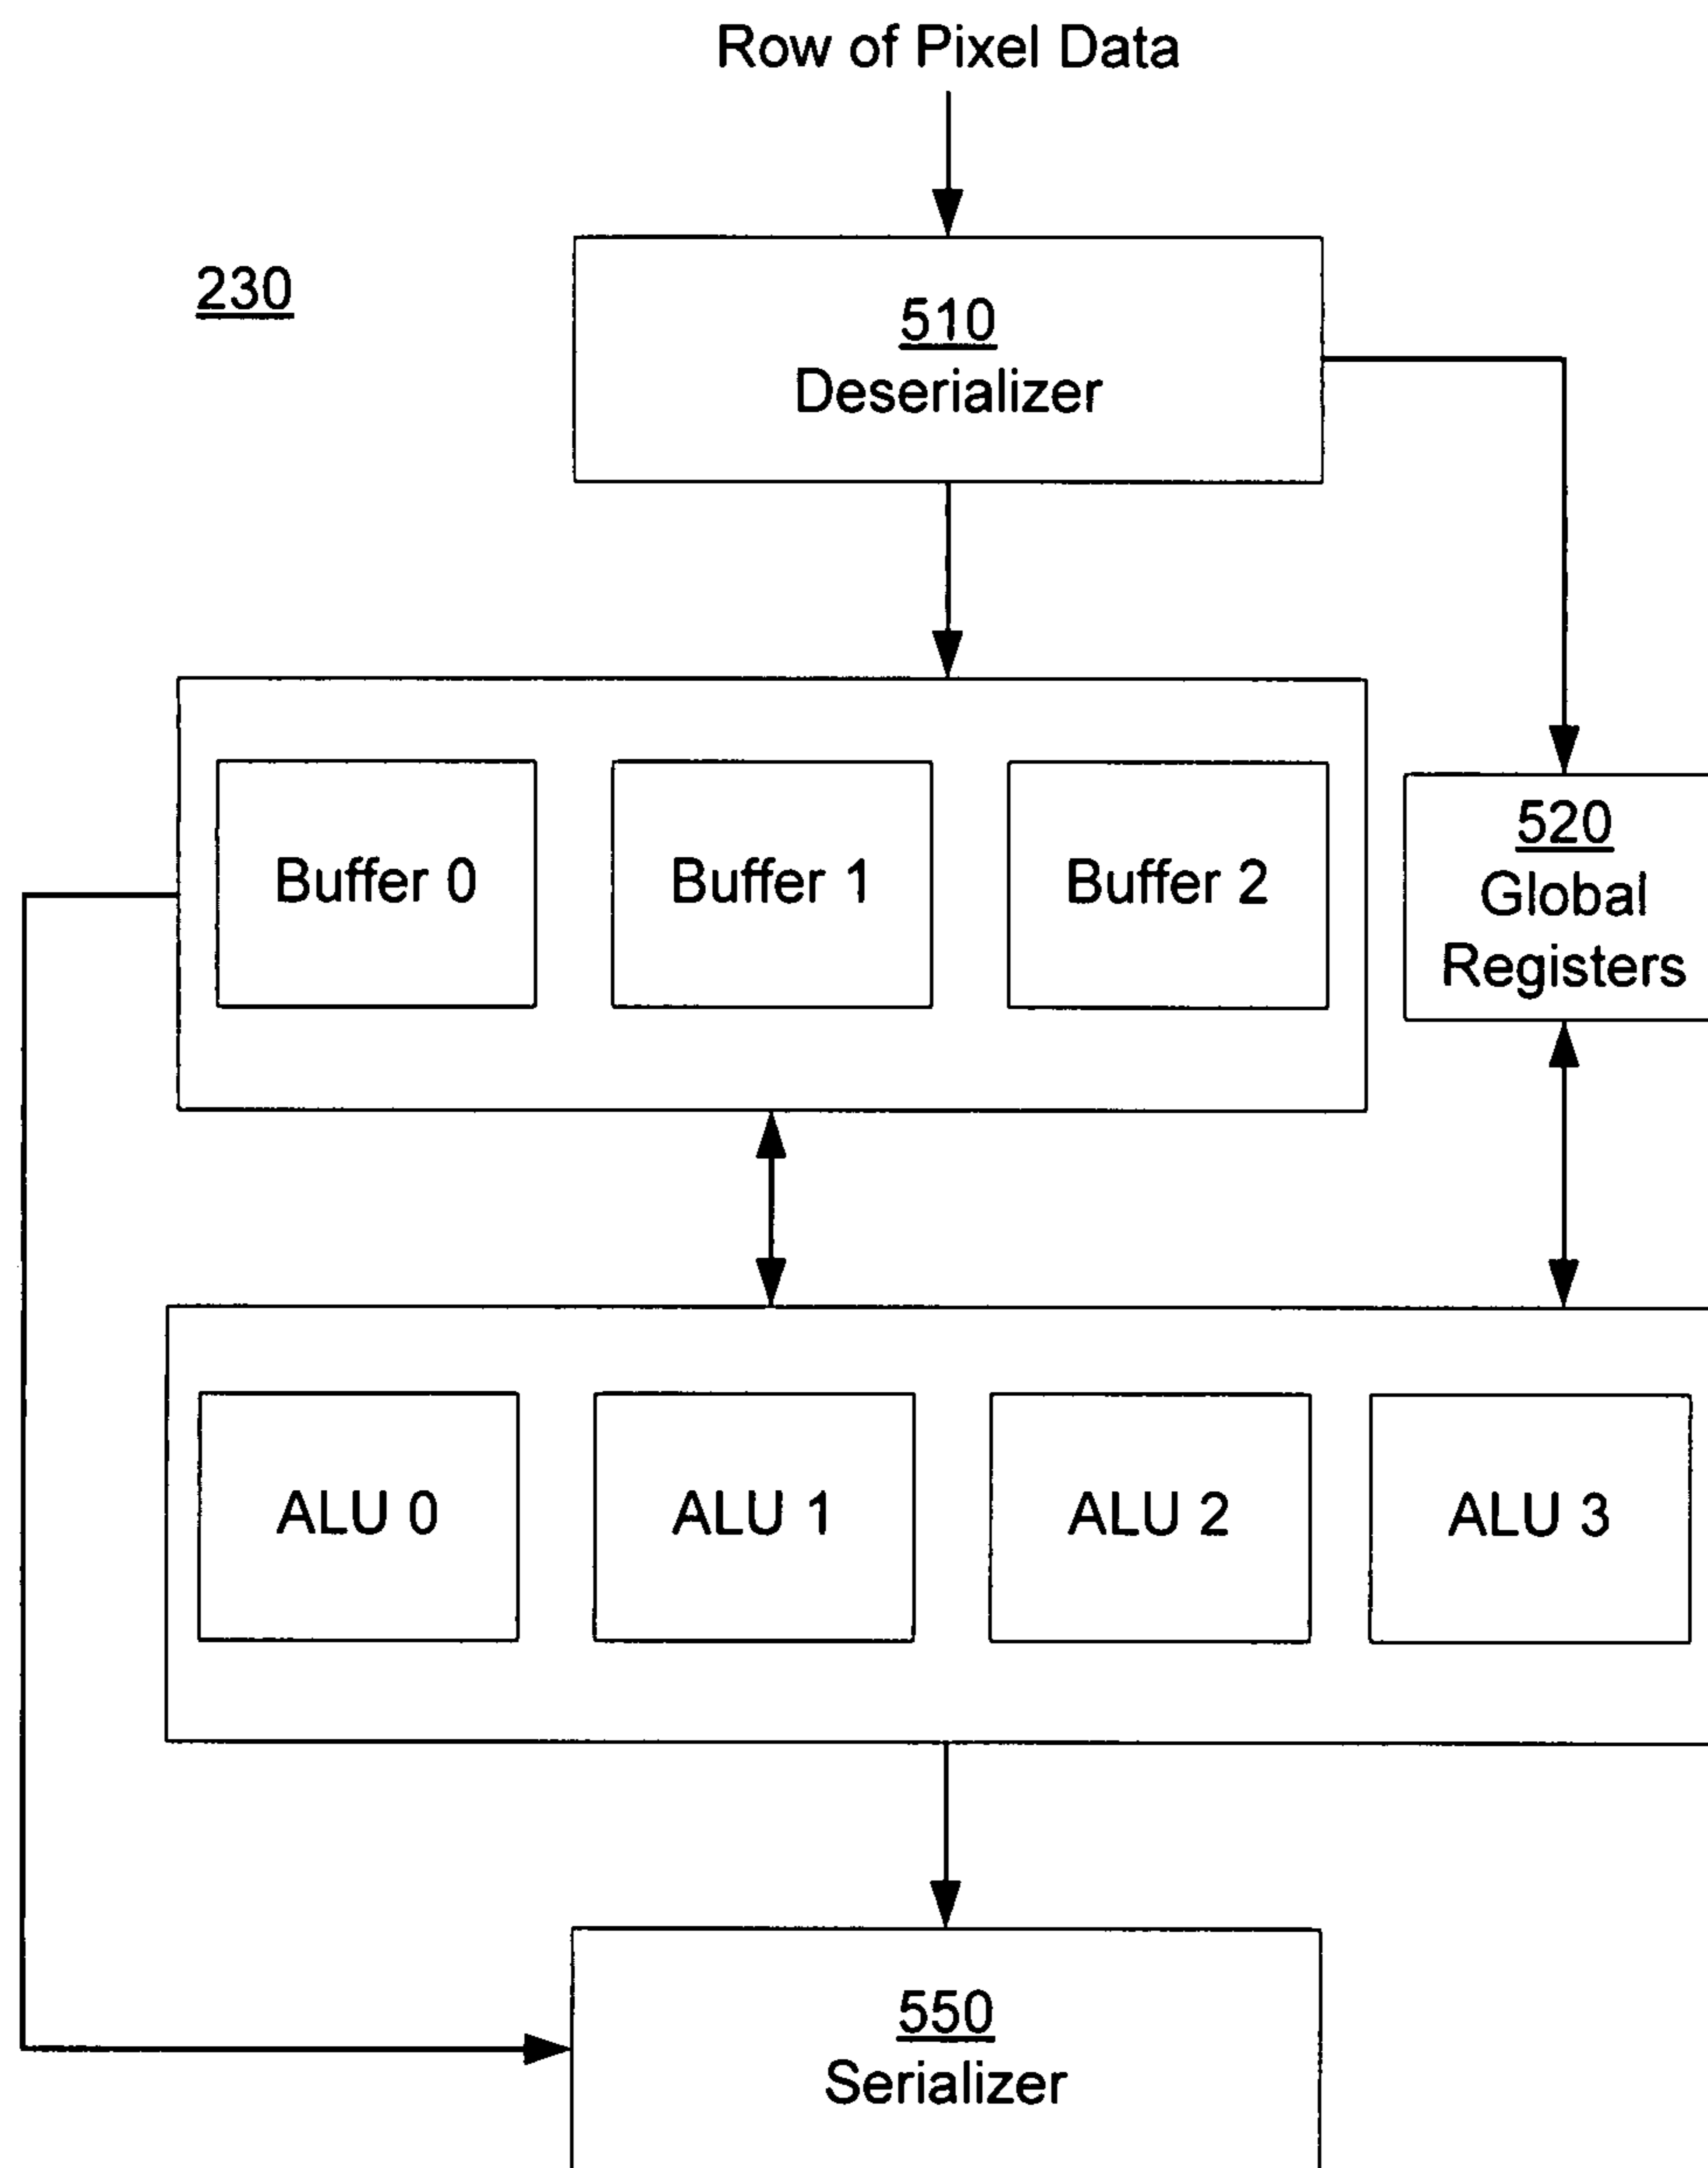 Row of Pixel Data
230
510
Deserializer
Buffer 0
Buffer 1
Buffer 2
520
Global
Registers
ALU 0
ALU 1
ALU 2
ALU 3
550
Serializer